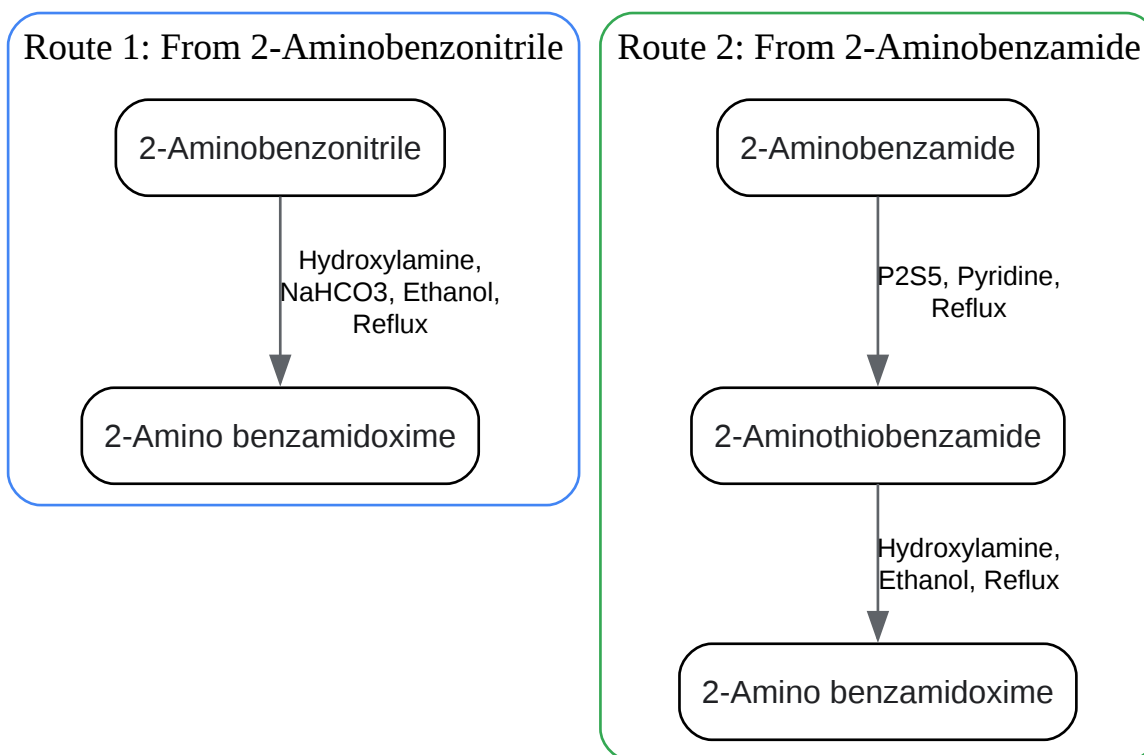 Route 1: From 2-Aminobenzonitrile
2-Aminobenzonitrile
Hydroxylamine,
NaHCO3, Ethanol,
Reflux
2-Amino benzamidoxime
Route 2: From 2-Aminobenzamide
2-Aminobenzamide
P2S5, Pyridine,
Reflux
2-Aminothiobenzamide
Hydroxylamine,
Ethanol, Reflux
2-Amino benzamidoxime